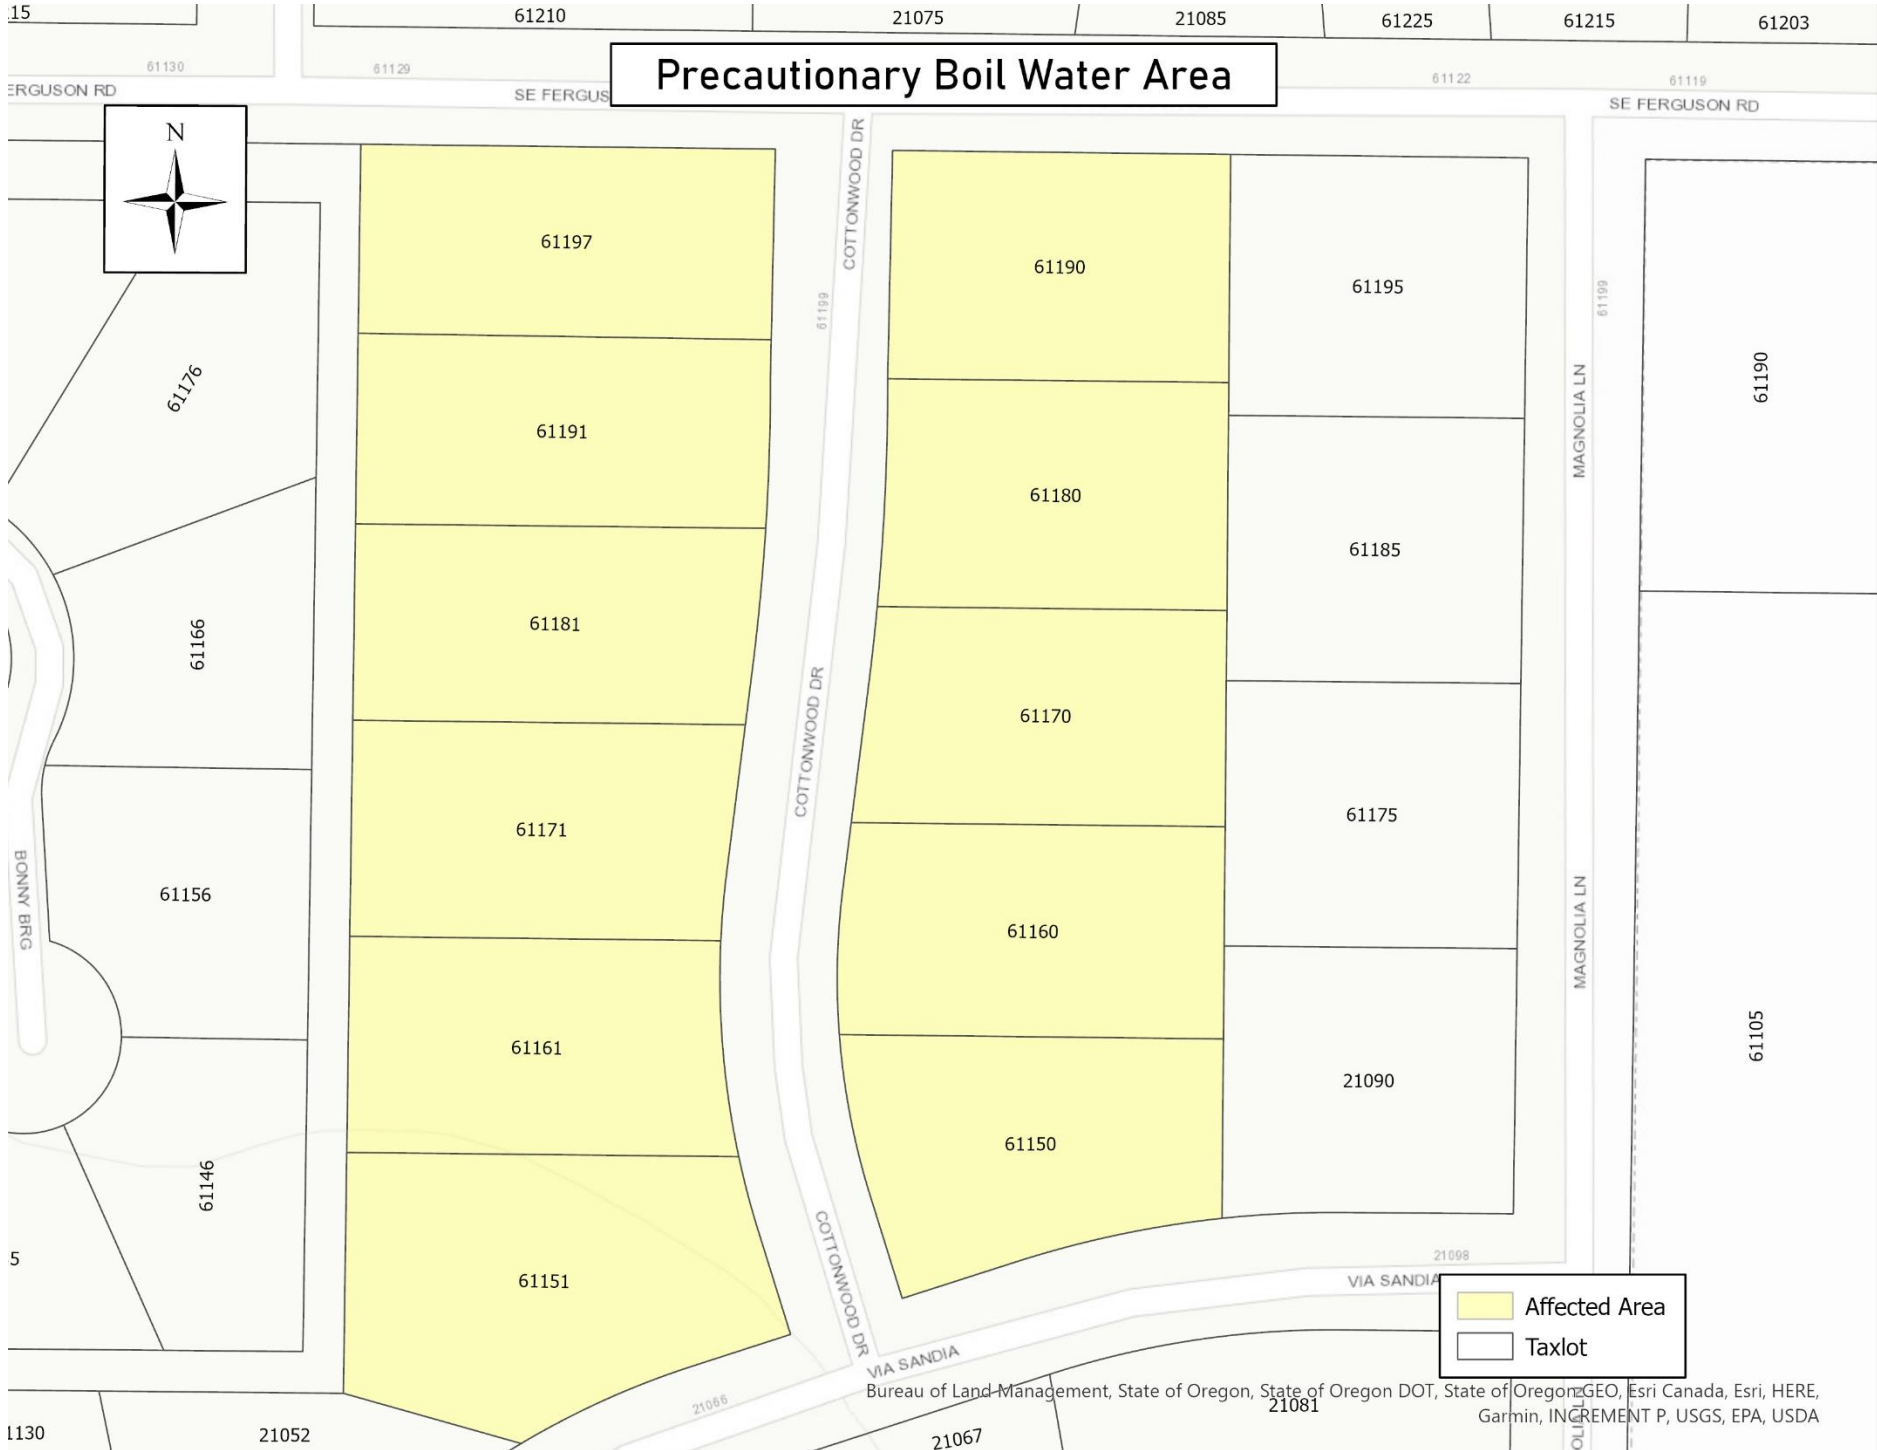 .15
61210
21075
21085
61225
61215
61203
61130
61129
Precautionary Boil Water Area
61122
61119
ERGUSON RD
SE FERGUS
SE FERGUSON RD
N
COTTONWOOD DR
61197
61190
61195
61199
61199
61176
61191
61190
MAGNOLIA LN
61180
61185
61181
61166
61170
COTTONWOOD DR
61171
61175
61156
BONNY BRG
61160
MAGNOLIA LN
61161
61105
21090
61150
61146
5
61151
COTTONWOOD DR
21098
VIA SANDIA
Affected Area
Taxlot
VIA SANDIA
21066
Bureau of Land Management, State of Oregon, State of Oregon DOT, State of Oregon GEO, Esri Canada, Esri, HERE,
Garmin, INCREMENT P, USGS, EPA, USDA
21081
1130
21052
21067
OLIA LN